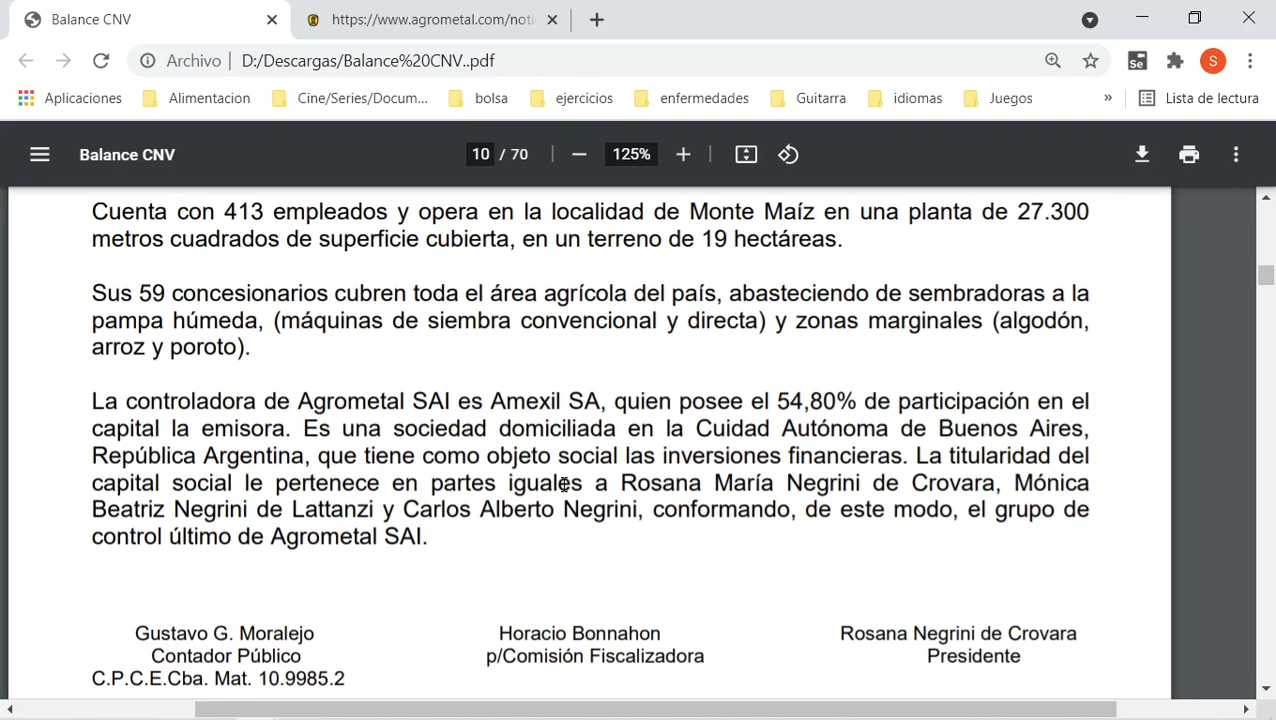 Balance CNV
https://www.agrometal.com/noti
Archivo D:/Descargas/Balance%20CNV..pdf
Se
S
Aplicaciones Alimentacion Cine/Series/Docum... bolsa ejercicios enfermedades Guitarra idiomas Juegos » Lista de lectura
Balance CNV 10 / 70 125%
Cuenta con 413 empleados y opera en la localidad de Monte Maíz en una planta de 27.300
metros cuadrados de superficie cubierta, en un terreno de 19 hectáreas.
Sus 59 concesionarios cubren toda el área agrícola del país, abasteciendo de sembradoras a la
pampa húmeda, (máquinas de siembra convencional y directa) y zonas marginales (algodón,
arroz y poroto).
La controladora de Agrometal SAI es Amexil SA, quien posee el 54,80% de participación en el
capital la emisora. Es una sociedad domiciliada en la Cuidad Autónoma de Buenos Aires,
República Argentina, que tiene como objeto social las inversiones financieras. La titularidad del
capital social le pertenece en partes iguales a Rosana María Negrini de Crovara, Mónica
Beatriz Negrini de Lattanzi y Carlos Alberto Negrini, conformando, de este modo, el grupo de
control último de Agrometal SAI.
Gustavo G. Moralejo
Contador Público
C.P.C.E.Cba. Mat. 10.9985.2
Horacio Bonnahon
p/Comisión Fiscalizadora
Rosana Negrini de Crovara
Presidente